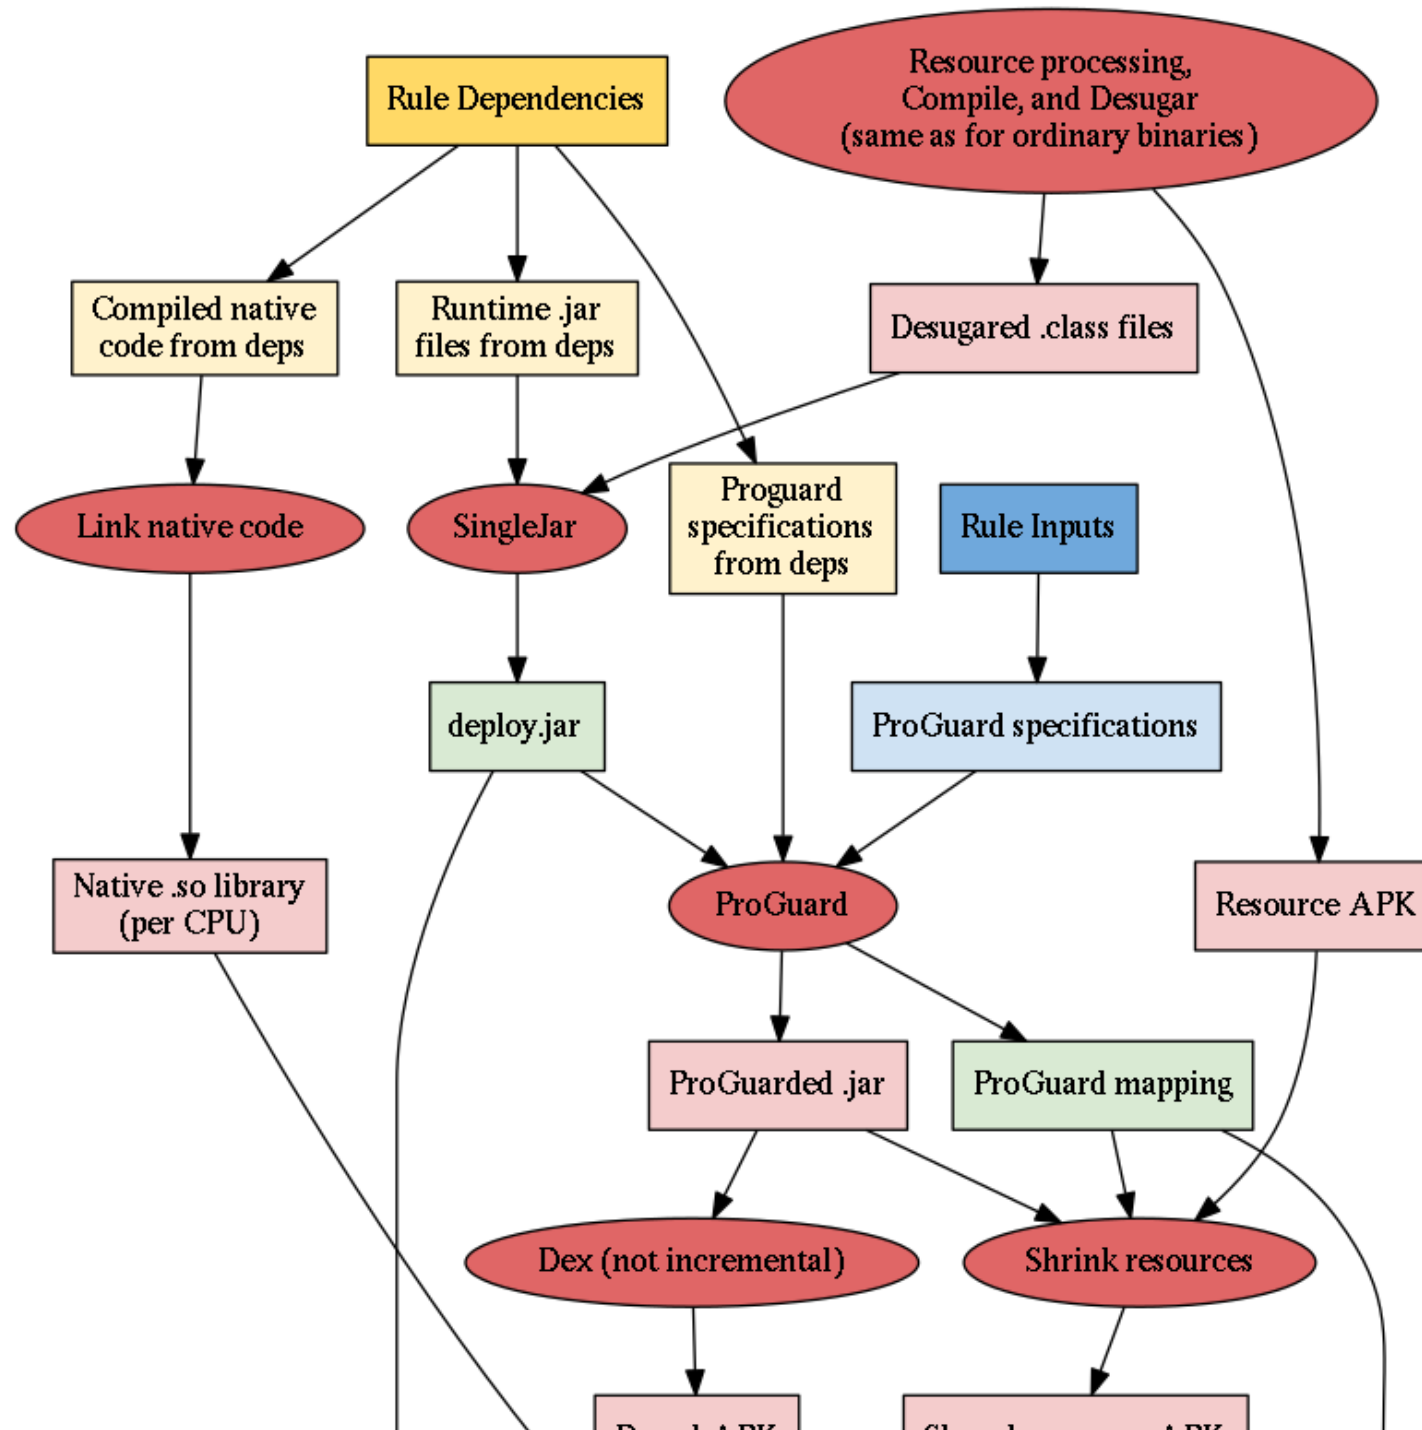 Rule Dependencies
Resource processing,
Compile, and Desugar
(same as for ordinary binaries)
Compiled native
code from deps
Runtime .jar
files from deps
Desugared .class files
Link native code
SingleJar
Proguard
specifications
from deps
Rule Inputs
deploy.jar
ProGuard specifications
Native .so library
(per CPU)
ProGuard
Resource APK
ProGuarded .jar
ProGuard mapping
Dex (not incremental)
Shrink resources
APK
APK